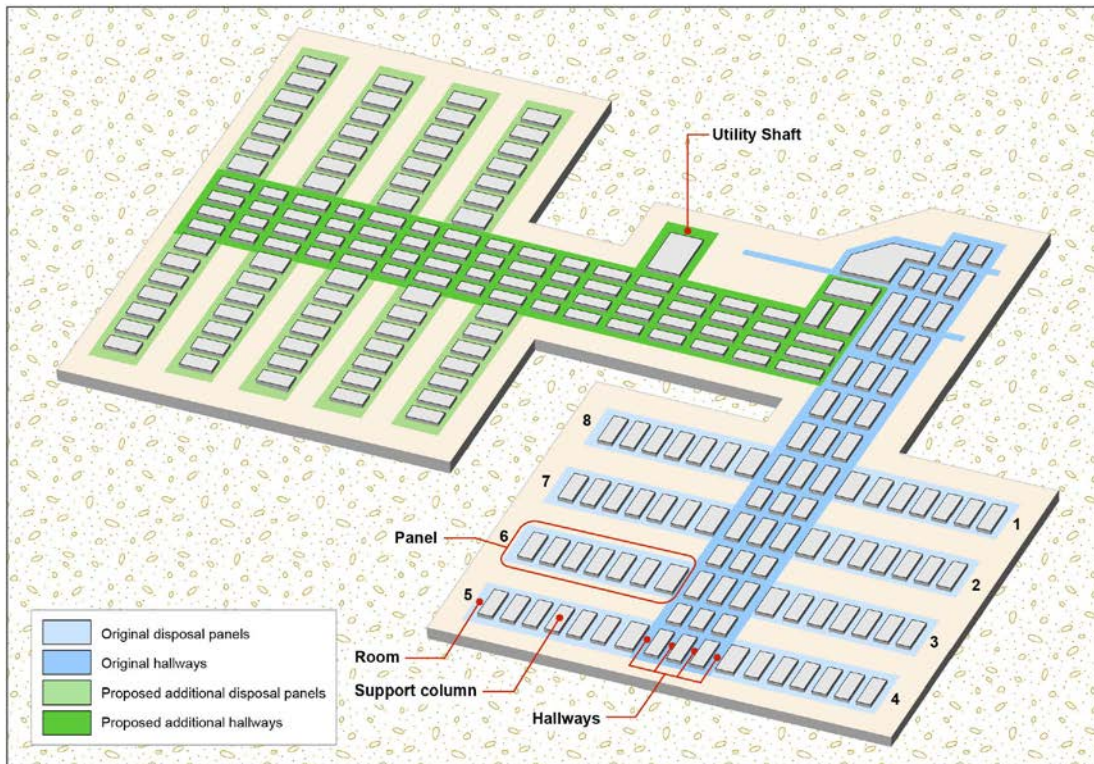 Utility Shaft
8
7
1
Panel
6
2
5
3
Room
4
Support column
Hallways
Original disposal panels
Original hallways
Proposed additional disposal panels
Proposed additional hallways